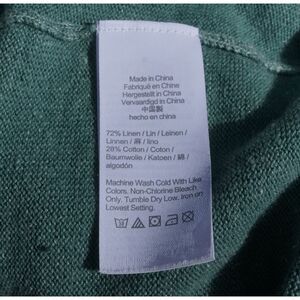 Made in China
Fabriqué en Chine
Hergestellt in China
Vervaardigd in China
中国製
hecho en china
72% Linen / Lin / Leinen /
Linnen / 麻 / lino
28% Cotton / Coton /
Baumwolle / Katoen / 綿 /
algodón
Machine Wash Cold With Like
Colors. Non-Chlorine Bleach
Only. Tumble Dry Low. Iron on
Lowest Setting.